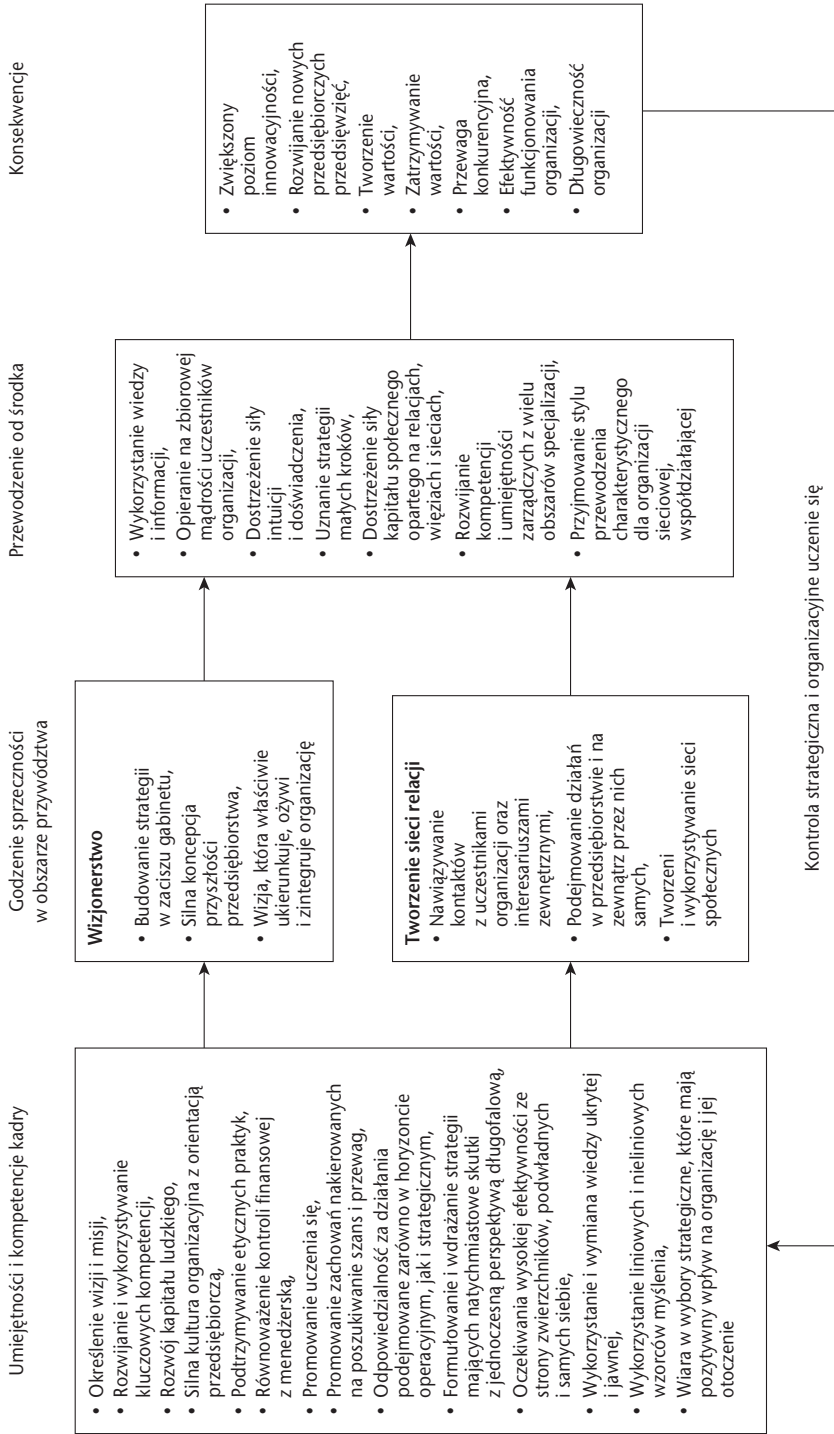 Umiejętności i kompetencje kadry
• Określenie wizji i misji,
• Rozwijanie i wykorzystywanie
kluczowych kompetencji,
• Rozwój kapitału ludzkiego,
• Silna kultura organizacyjna z orientacją
przedsiębiorczą,
• Podtrzymywanie etycznych praktyk,
• Równoważenie kontroli finansowej
z menedżerską,
• Promowanie uczenia się,
• Promowanie zachowań nakierowanych
na poszukiwanie szans i przewag,
• Odpowiedzialność za działania
podejmowane zarówno w horyzoncie
operacyjnym, jak i strategicznym,
• Formułowanie i wdrażanie strategii
mających natychmiastowe skutki
z jednoczesną perspektywą długofalową,
• Oczekiwania wysokiej efektywności ze
strony zwierzchników, podwładnych
i samych siebie,
• Wykorzystanie i wymiana wiedzy ukrytej
i jawnej,
• Wykorzystanie liniowych i nieliniowych
wzorców myślenia,
• Wiara w wybory strategiczne, które mają
pozytywny wpływ na organizację i jej
otoczenie
Godzenie sprzeczności
w obszarze przywództwa
Wizjonerstwo
• Budowanie strategii
w zaciszu gabinetu,
• Silna koncepcja
przyszłości
przedsiębiorstwa,
• Wizja, która właściwie
ukierunkuje, ożywi
i zintegruje organizację
Tworzenie sieci relacji
• Nawiązywanie
kontaktów
z uczestnikami
organizacji oraz
interesariuszami
zewnętrznymi,
• Podejmowanie działań
w przedsiębiorstwie i na
zewnątrz przez nich
samych,
• Tworzeni
i wykorzystywanie sieci
społecznych
Przewodzenie od środka
• Wykorzystanie wiedzy
i informacji,
• Opieranie na zbiorowej
mądrości uczestników
organizacji,
• Dostrzeżenie siły
intuicji
i doświadczenia,
• Uznanie strategii
małych kroków,
• Dostrzeżenie siły
kapitału społecznego
opartego na relacjach,
więziach i sieciach,
• Rozwijanie
kompetencji
i umiejętności
zarządczych z wielu
obszarów specjalizacji,
• Przyjmowanie stylu
przewodzenia
charakterystycznego
dla organizacji
sieciowej,
współdziałającej
Konsekwencje
• Zwiększony
poziom
innowacyjności,
• Rozwijanie nowych
przedsiębiorczych
przedsięwzięć,
• Tworzenie
wartości,
• Zatrzymywanie
wartości,
• Przewaga
konkurencyjna,
• Efektywność
funkcjonowania
organizacji,
• Długowieczność
organizacji
Kontrola strategiczna i organizacyjne uczenie się